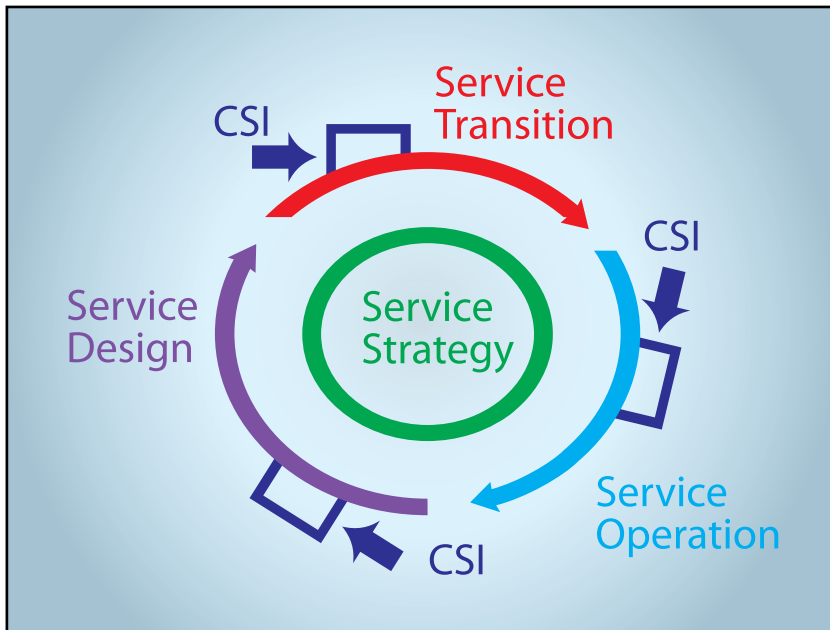 Service
Transition
CSI
CSI
Service
Design
Service
Strategy
Service
Operation
CSI